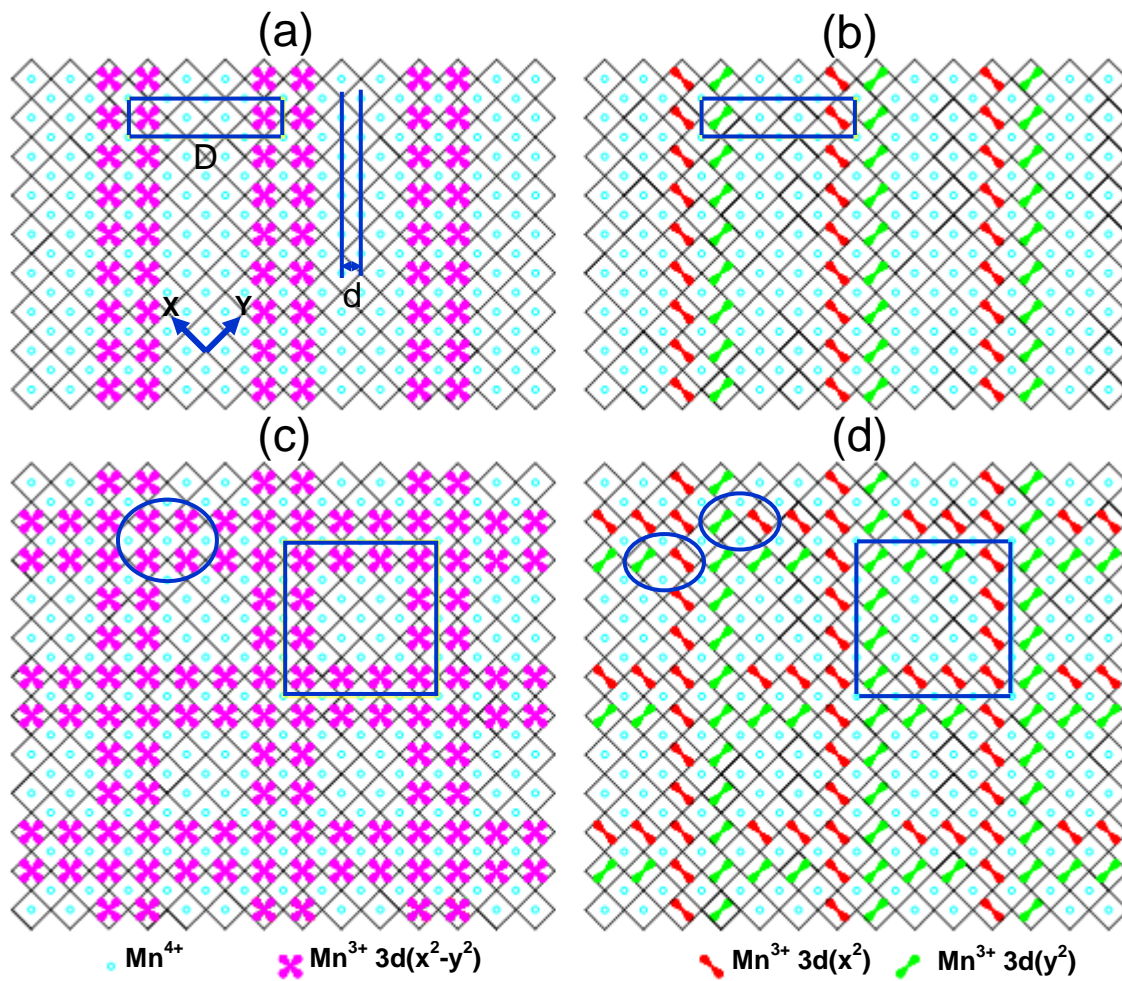 (a)
(b)
D
d
X
Y
(c)
(d)
Mn⁴⁺
Mn³⁺ 3d(x²-y²)
Mn³⁺ 3d(x²)
Mn³⁺ 3d(y²)